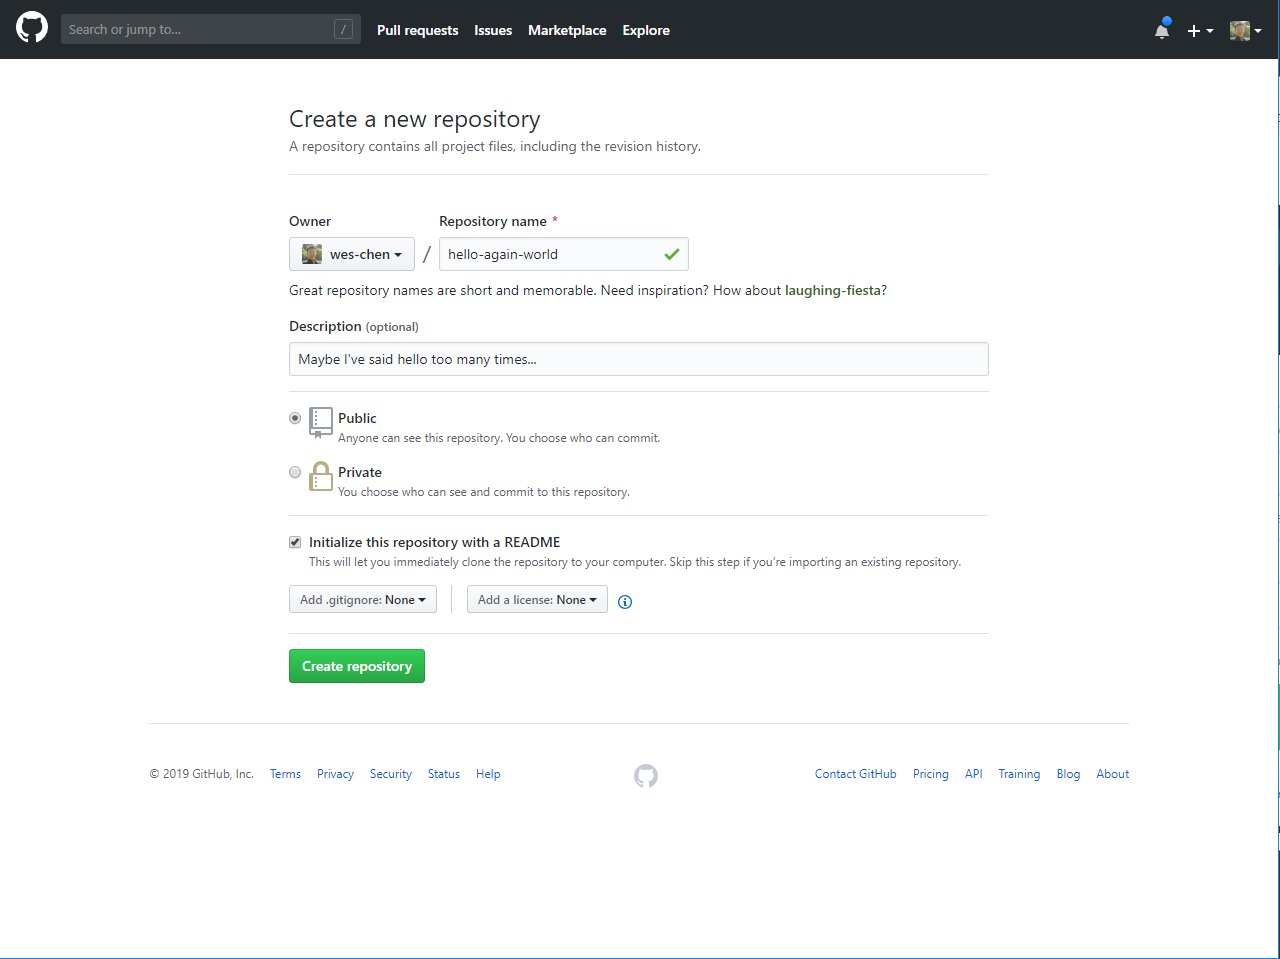 Search or jump to... /
Pull requests Issues Marketplace Explore
Create a new repository
A repository contains all project files, including the revision history.
Owner Repository name *
wes-chen / hello-again-world
Great repository names are short and memorable. Need inspiration? How about laughing-fiesta?
Description (optional)
Maybe I've said hello too many times...
Public
Anyone can see this repository. You choose who can commit.
Private
You choose who can see and commit to this repository.
Initialize this repository with a README
This will let you immediately clone the repository to your computer. Skip this step if you're importing an existing repository.
Add .gitignore: None Add a license: None
Create repository
© 2019 GitHub, Inc. Terms Privacy Security Status Help Contact GitHub Pricing API Training Blog About